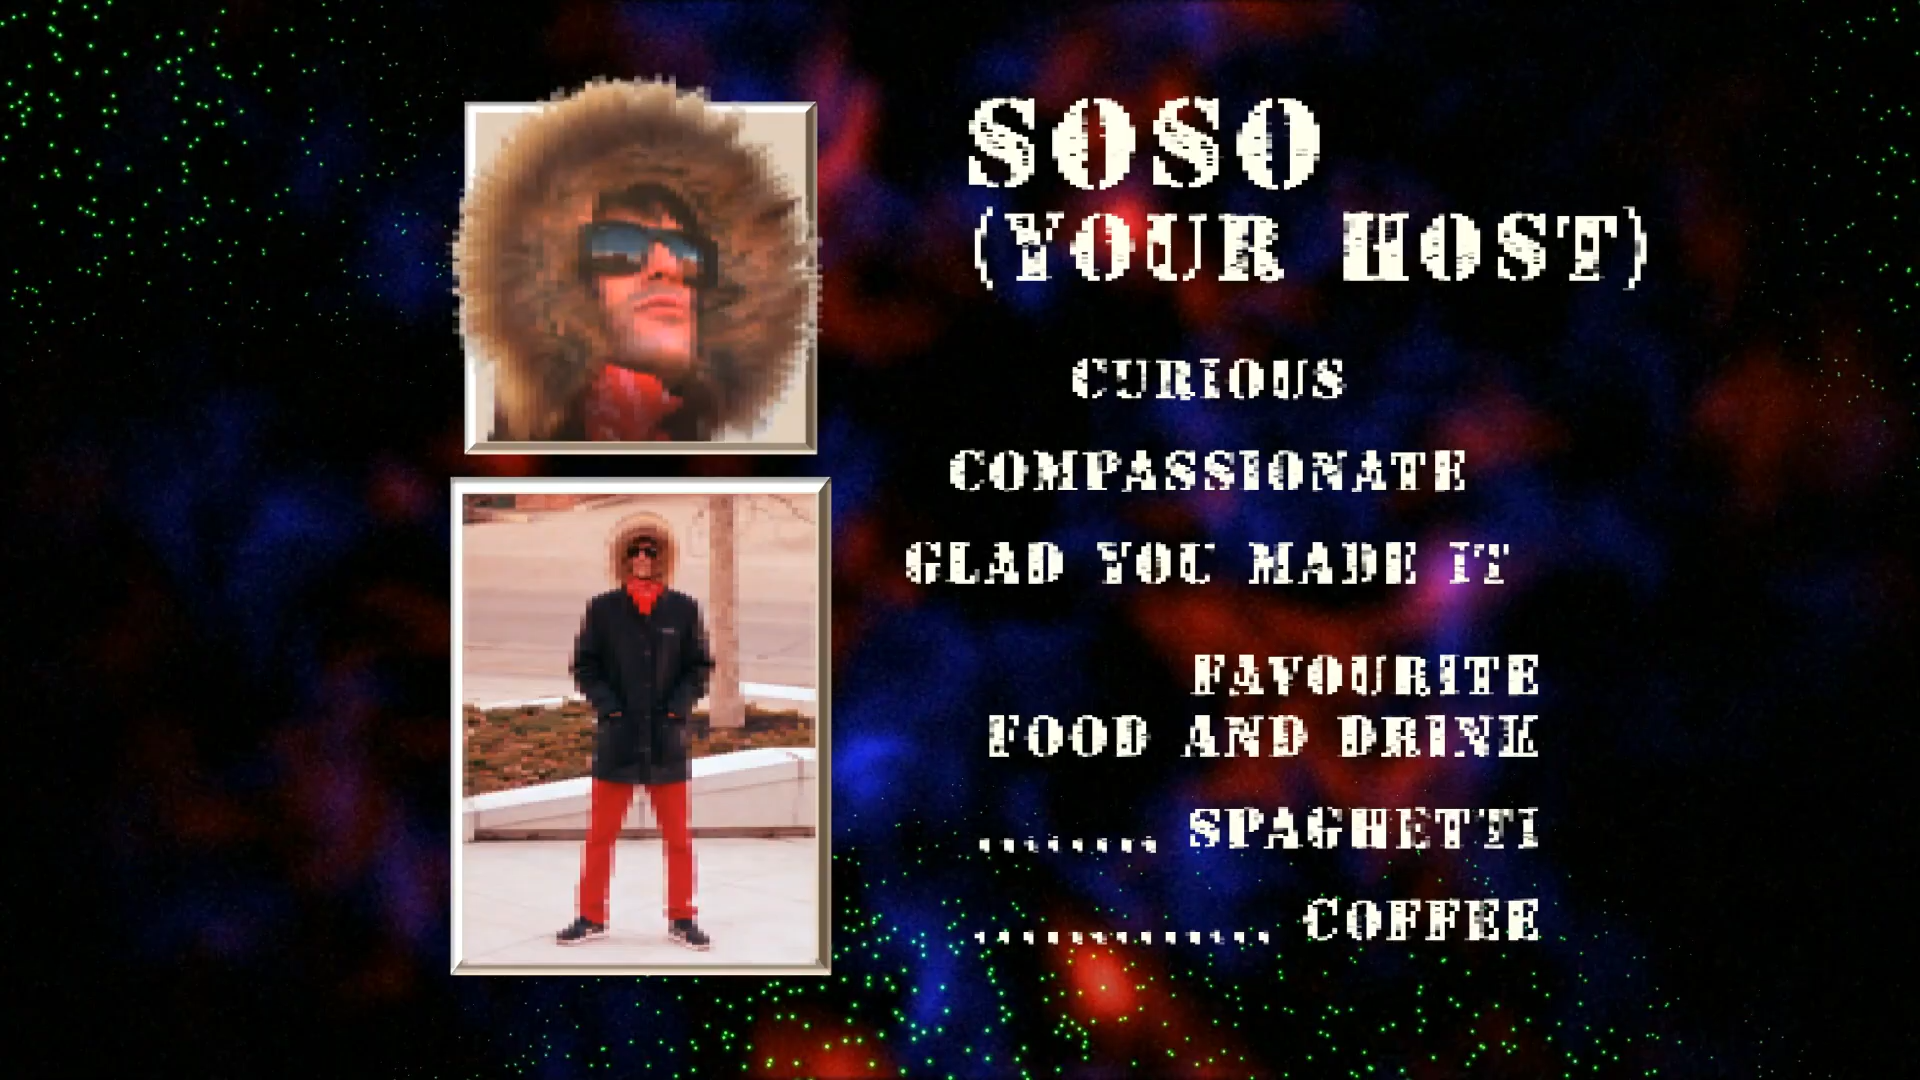 SOSO
(YOUR HOST)
CURIOUS
COMPASSIONATE
GLAD YOU MADE IT
FAVOURITE
FOOD AND DRINK
........ SPAGHETTI
............. COFFEE